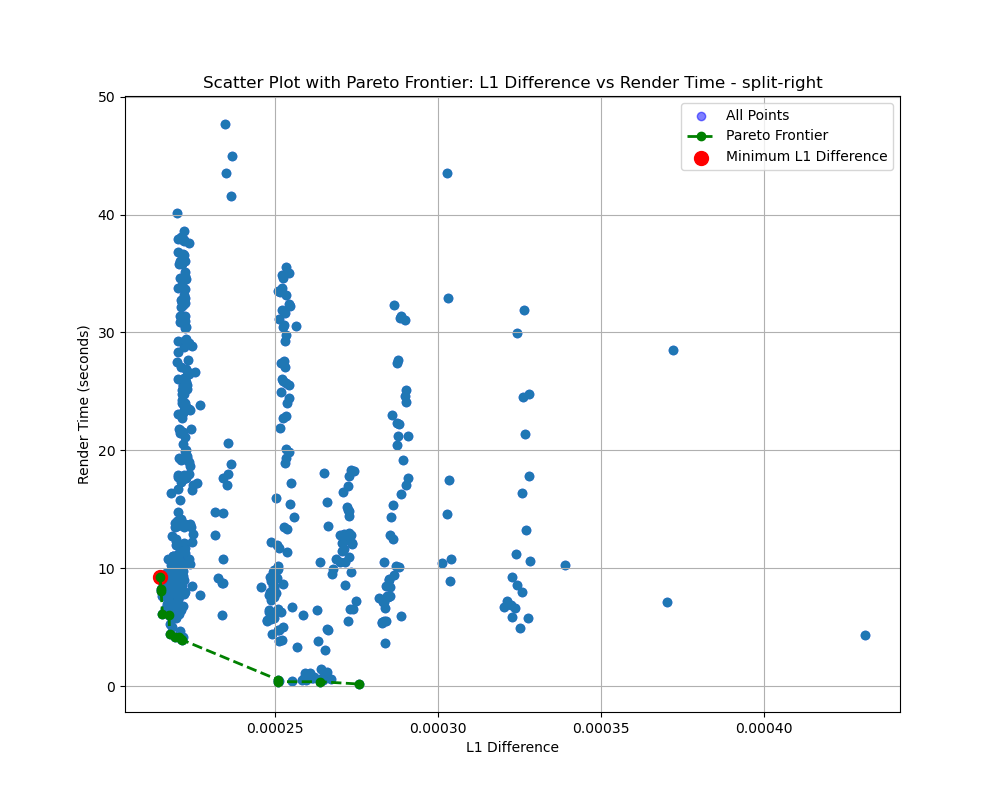 Scatter Plot with Pareto Frontier: L1 Difference vs Render Time - split-right
All Points
Pareto Frontier
Minimum L1 Difference
Render Time (seconds)
50
40
30
20
10
0
0.00025
0.00030
0.00035
0.00040
L1 Difference